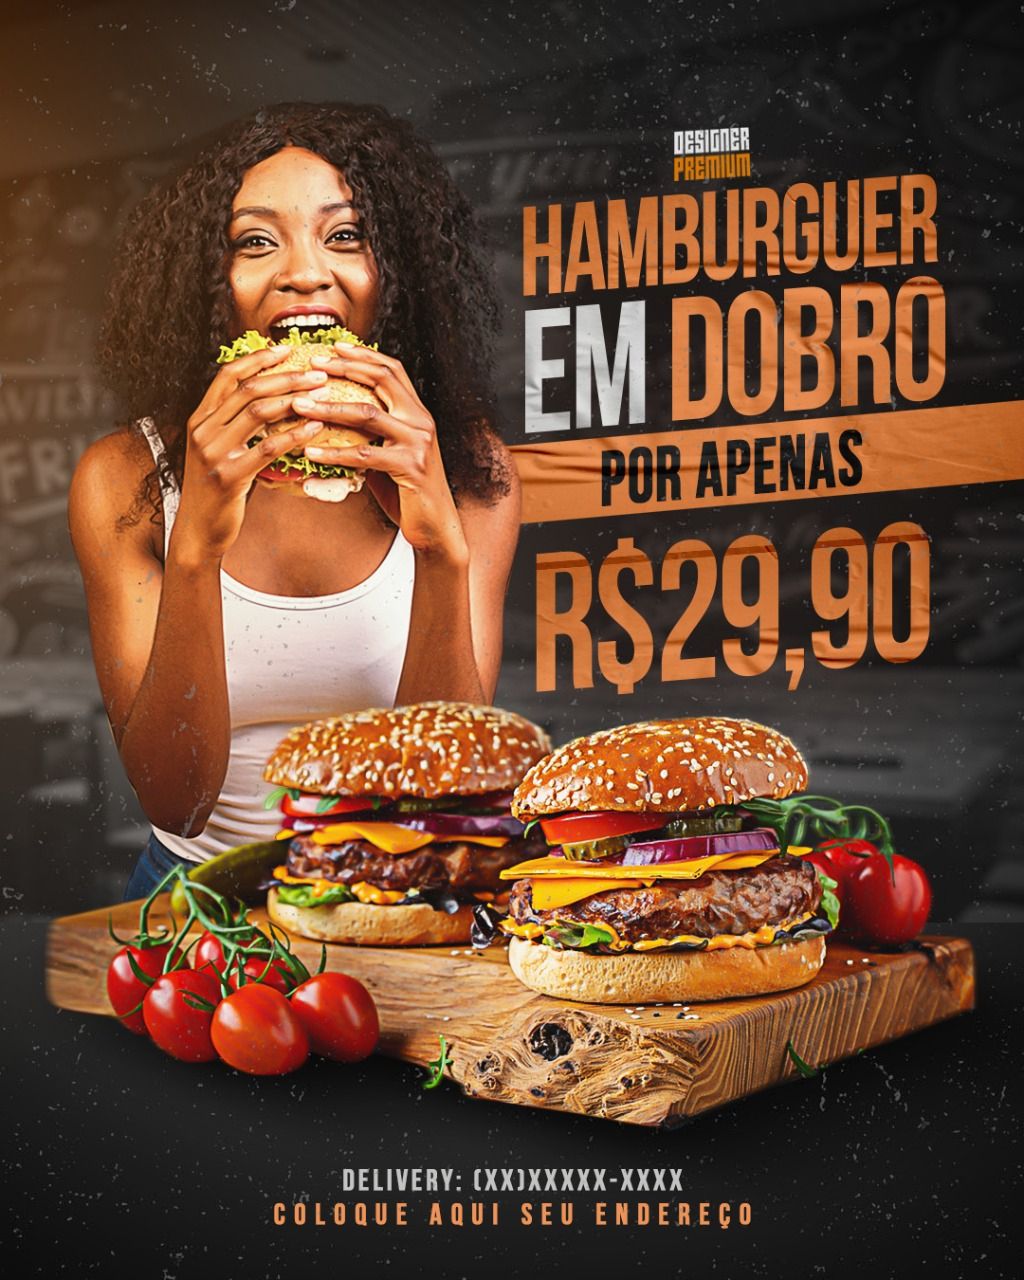 DESIGNER
PREMIUM
HAMBURGUER
EM DOBRO
POR APENAS
R$29,90
DELIVERY: (XX)XXXXX-XXXX
COLOQUE AQUI SEU ENDEREÇO